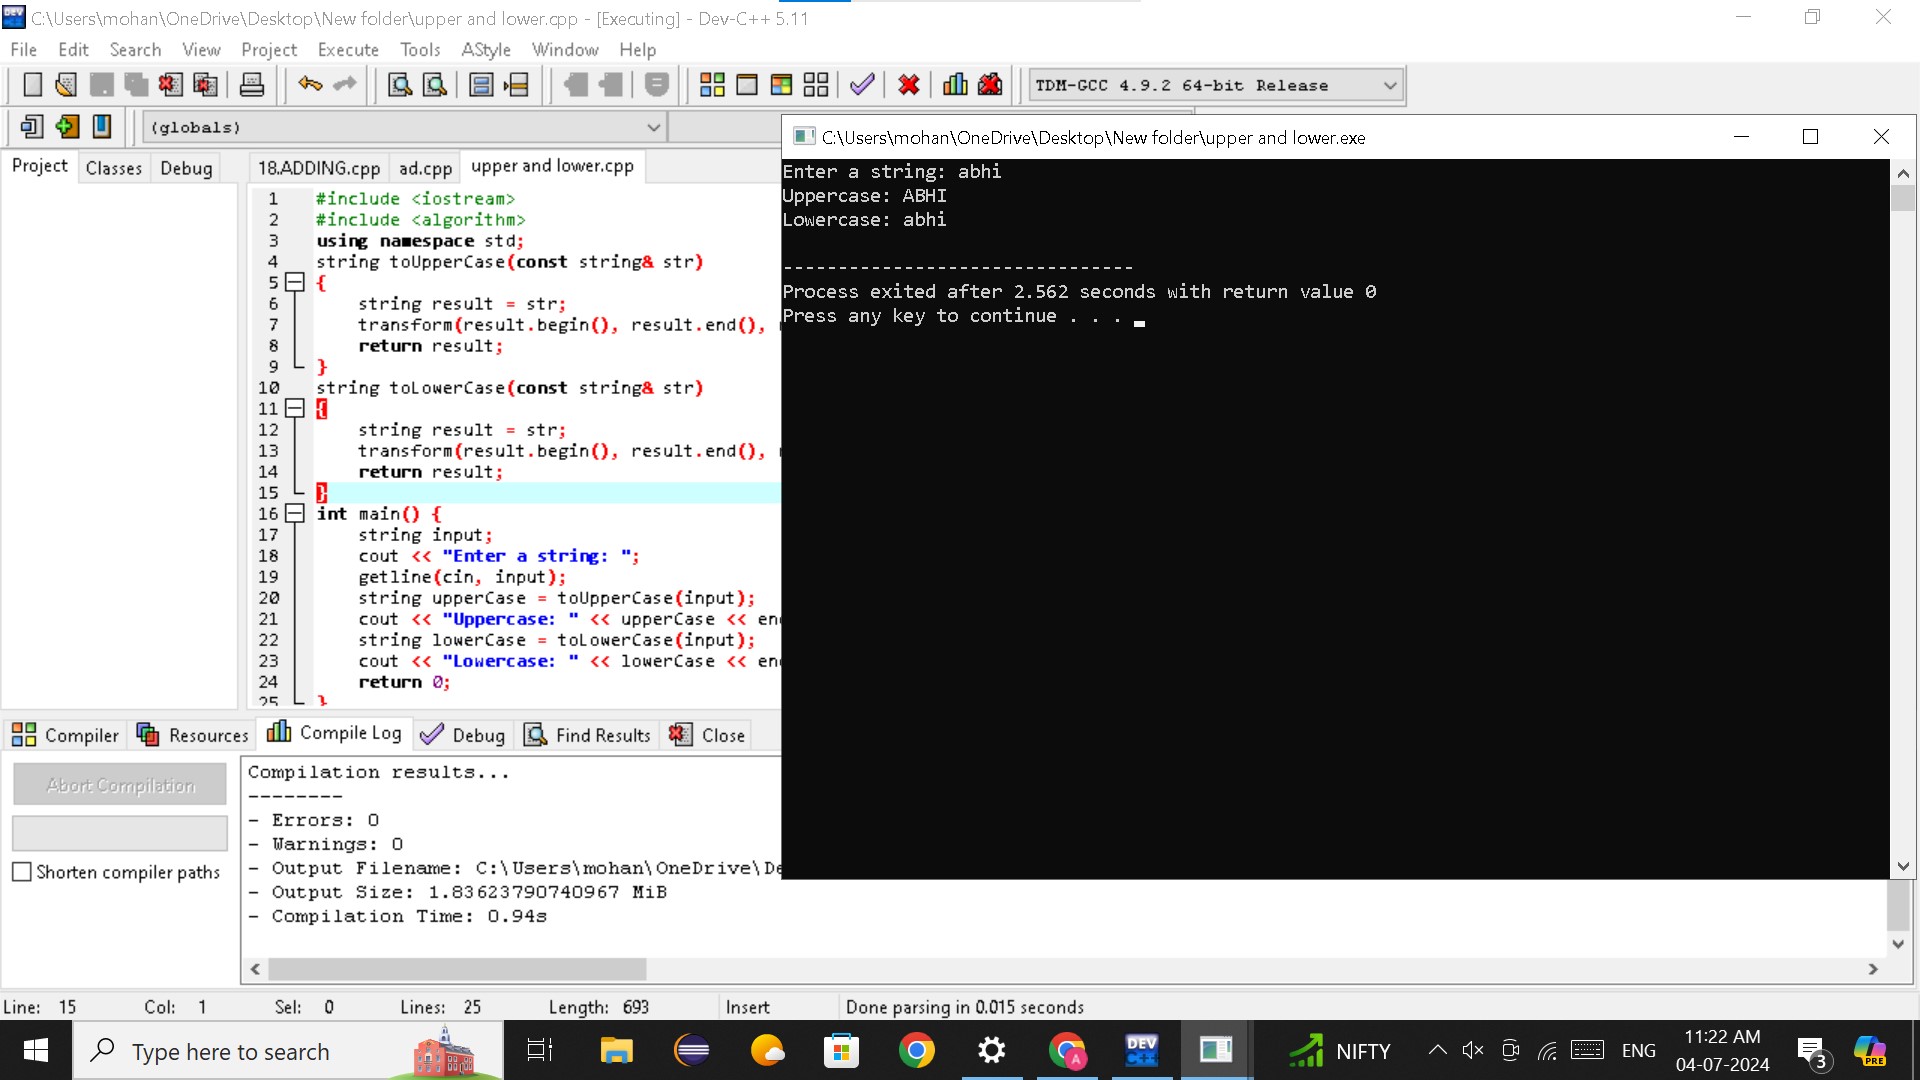 C:\Users\mohan\OneDrive\Desktop\New folder\upper and lower.cpp - [Executing] - Dev-C++ 5.11
File Edit Search View Project Execute Tools AStyle Window Help
TDM-GCC 4.9.2 64-bit Release
(globals)
Project Classes Debug
18.ADDING.cpp ad.cpp upper and lower.cpp
1 #include <iostream>
2 #include <algorithm>
3 using namespace std;
4 string toUpperCase(const string& str)
5 {
6 string result = str;
7 transform(result.begin(), result.end(),
8 return result;
9 }
10 string toLowerCase(const string& str)
11 {
12 string result = str;
13 transform(result.begin(), result.end(),
14 return result;
15 }
16 int main() {
17 string input;
18 cout << "Enter a string: ";
19 getline(cin, input);
20 string upperCase = toUpperCase(input);
21 cout << "Uppercase: " << upperCase << en
22 string lowerCase = toLowerCase(input);
23 cout << "Lowercase: " << lowerCase << en
24 return 0;
25 }
C:\Users\mohan\OneDrive\Desktop\New folder\upper and lower.exe
Enter a string: abhi
Uppercase: ABHI
Lowercase: abhi
--------------------------------
Process exited after 2.562 seconds with return value 0
Press any key to continue . . .
Compiler Resources Compile Log Debug Find Results Close
Abort Compilation
Shorten compiler paths
Compilation results...
--------
- Errors: 0
- Warnings: 0
- Output Filename: C:\Users\mohan\OneDrive\De
- Output Size: 1.83623790740967 MiB
- Compilation Time: 0.94s
Line: 15 Col: 1 Sel: 0 Lines: 25 Length: 693 Insert Done parsing in 0.015 seconds
Type here to search
DEV C++
A
NIFTY
ENG
11:22 AM
04-07-2024
3
PRE